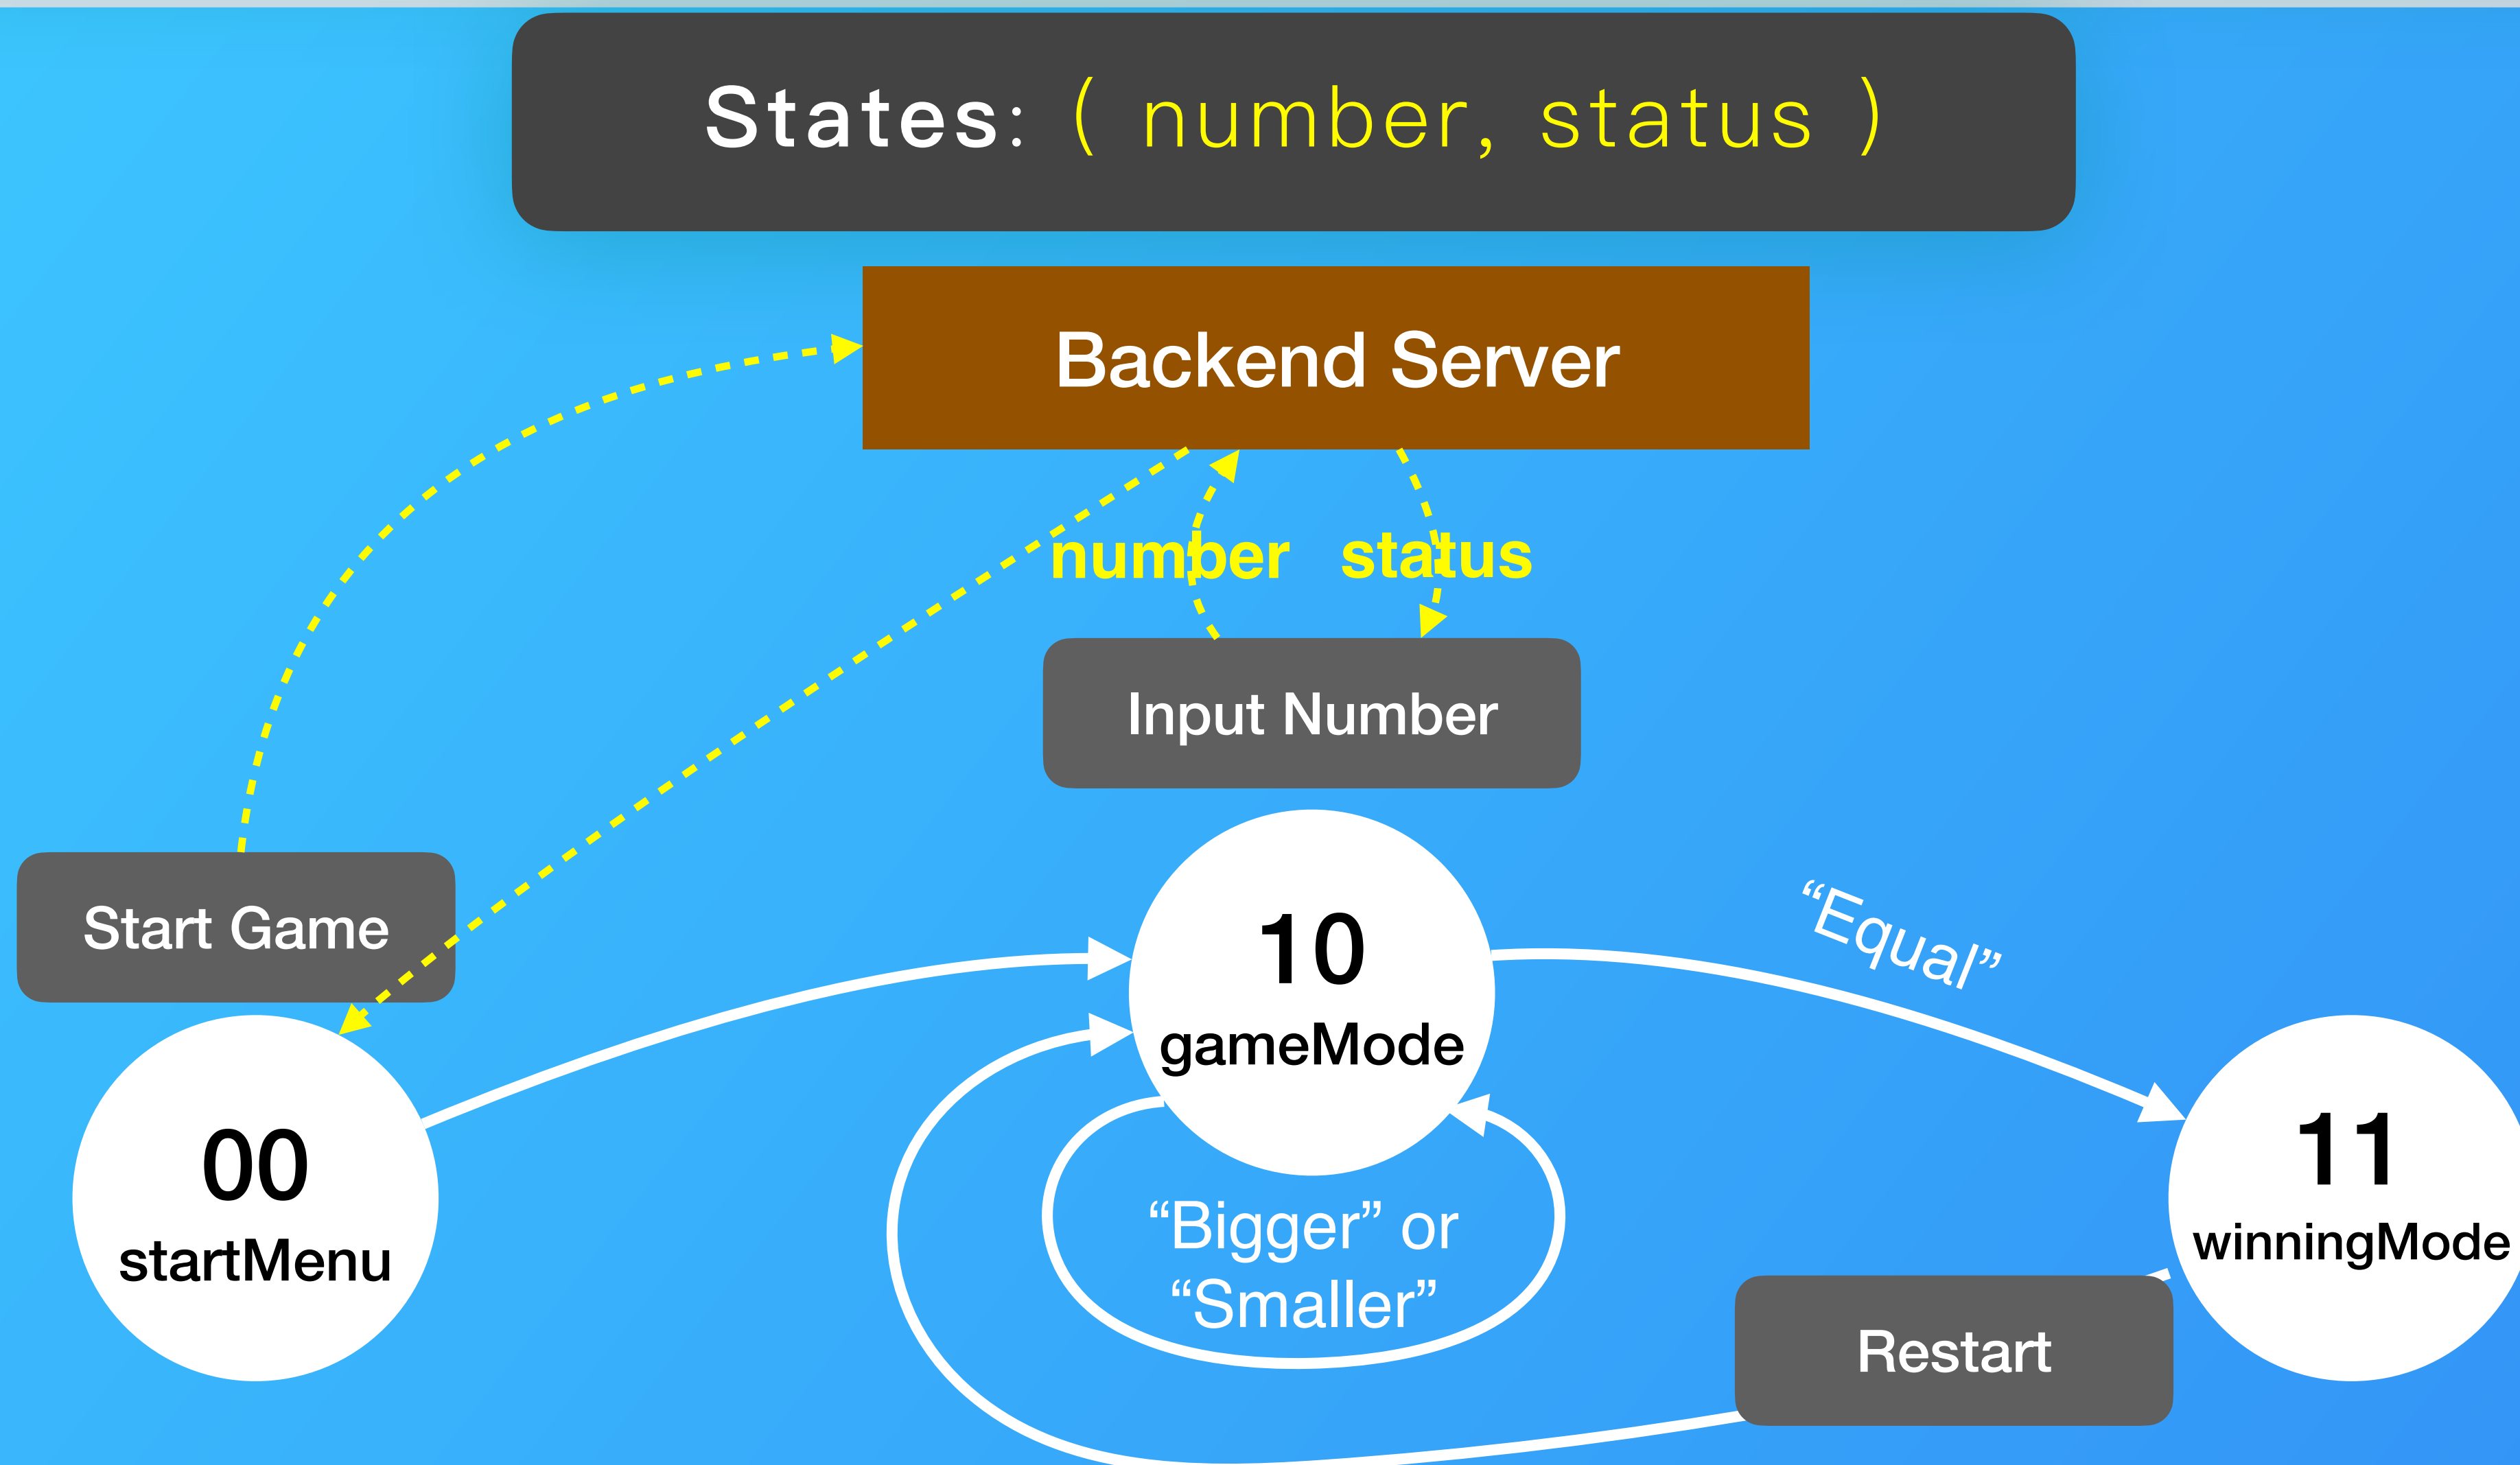 States: ( number, status )
Backend Server
number status
Input Number
Start Game
10
gameMode
“Equal”
00
startMenu
11
winningMode
“Bigger” or
“Smaller”
Restart